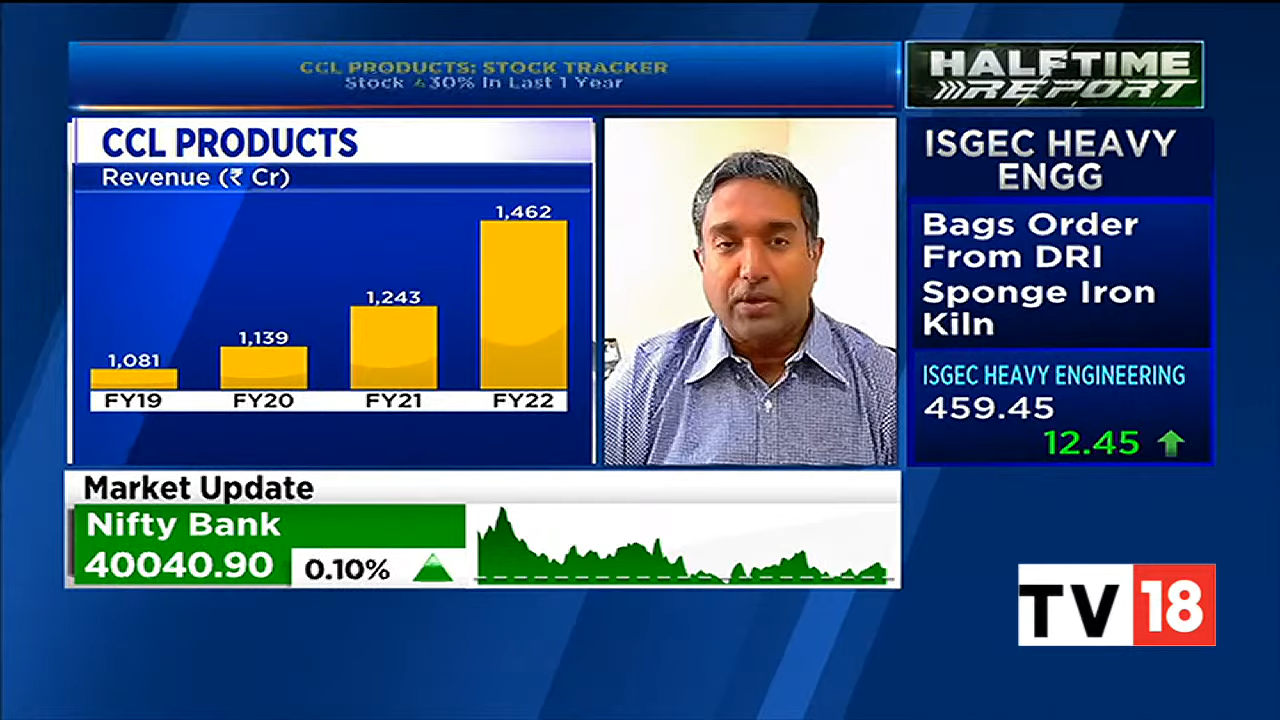 CCL PRODUCTS: STOCK TRACKER
Stock ▲30% In Last 1 Year
HALFTIME
REPORT
CCL PRODUCTS
Revenue (₹ Cr)
1,081
1,139
1,243
1,462
FY19
FY20
FY21
FY22
ISGEC HEAVY
ENGG
Bags Order
From DRI
Sponge Iron
Kiln
ISGEC HEAVY ENGINEERING
459.45
12.45
Market Update
Nifty Bank
40040.90
0.10%
TV18